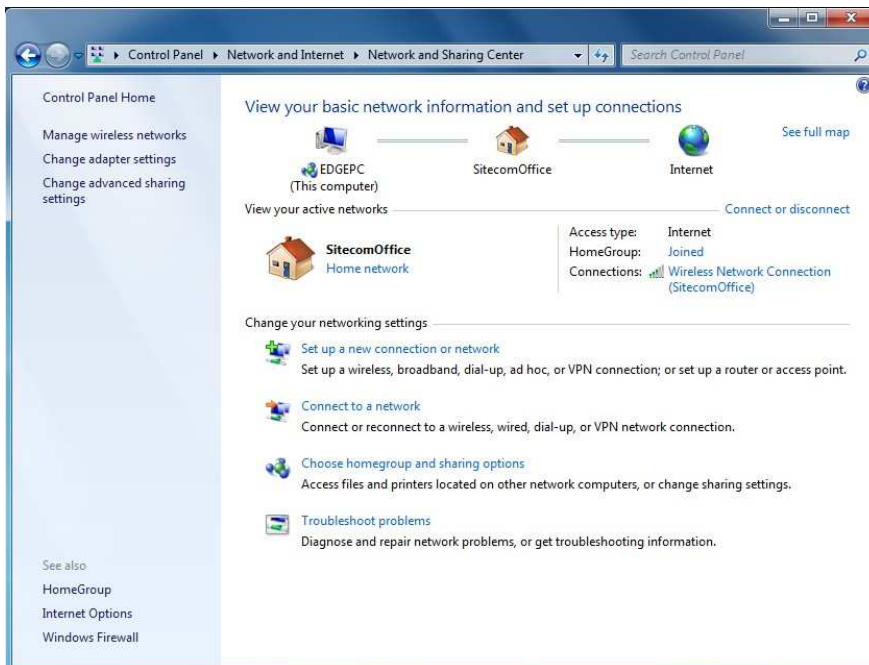 Control Panel ▸ Network and Internet ▸ Network and Sharing Center
Search Control Panel
Control Panel Home
Manage wireless networks
Change adapter settings
Change advanced sharing
settings
See also
HomeGroup
Internet Options
Windows Firewall
View your basic network information and set up connections
EDGEPC
(This computer)
SitecomOffice
Internet
See full map
View your active networks
Connect or disconnect
SitecomOffice
Home network
Access type: Internet
HomeGroup: Joined
Connections: Wireless Network Connection
(SitecomOffice)
Change your networking settings
Set up a new connection or network
Set up a wireless, broadband, dial-up, ad hoc, or VPN connection; or set up a router or access point.
Connect to a network
Connect or reconnect to a wireless, wired, dial-up, or VPN network connection.
Choose homegroup and sharing options
Access files and printers located on other network computers, or change sharing settings.
Troubleshoot problems
Diagnose and repair network problems, or get troubleshooting information.